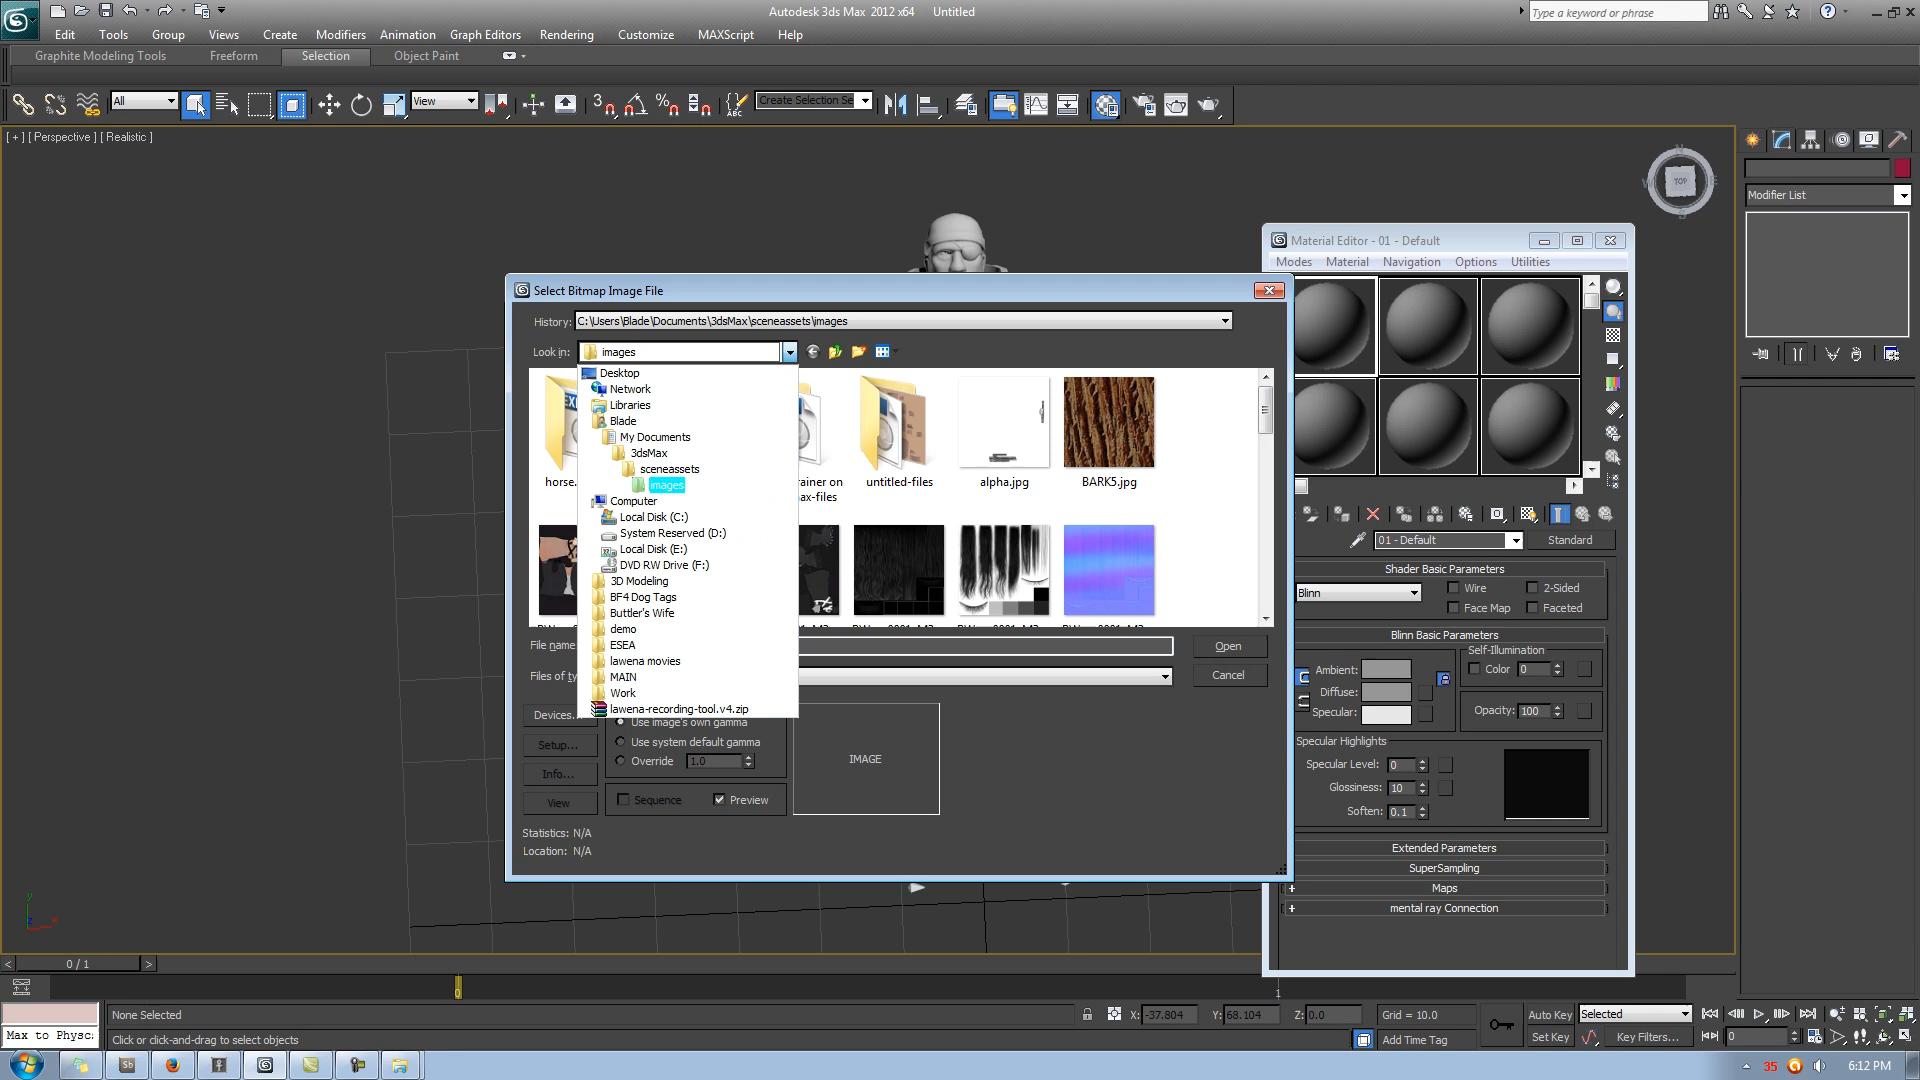 Autodesk 3ds Max 2012 x64 Untitled
Type a keyword or phrase
Edit Tools Group Views Create Modifiers Animation Graph Editors Rendering Customize MAXScript Help
Graphite Modeling Tools Freeform Selection Object Paint
All View Create Selection Se
[ + ] [ Perspective ] [ Realistic ]
TOP
Modifier List
Material Editor - 01 - Default
Modes Material Navigation Options Utilities
Select Bitmap Image File
History: C:\Users\Blade\Documents\3dsMax\sceneassets\images
Look in: images
Desktop
Network
Libraries
Blade
My Documents
3dsMax
sceneassets
images
Computer
Local Disk (C:)
System Reserved (D:)
Local Disk (E:)
DVD RW Drive (F:)
3D Modeling
BF4 Dog Tags
Buttler's Wife
demo
ESEA
lawena movies
MAIN
Work
lawena-recording-tool.v4.zip
horse.
rainer on
ax-files
untitled-files
alpha.jpg
BARK5.jpg
File name
Open
Files of ty
Cancel
Devices.
Setup...
Info...
View
Use image's own gamma
Use system default gamma
Override 1.0
Sequence Preview
IMAGE
Statistics: N/A
Location: N/A
01 - Default Standard
Shader Basic Parameters
Blinn Wire 2-Sided
Face Map Faceted
Blinn Basic Parameters
Self-Illumination
Ambient: Color 0
Diffuse:
Specular: Opacity: 100
Specular Highlights
Specular Level: 0
Glossiness: 10
Soften: 0.1
Extended Parameters
SuperSampling
+ Maps
+ mental ray Connection
< 0 / 1 >
0 1
None Selected X: -37.804 Y: 68.104 Z: 0.0 Grid = 10.0 Auto Key Selected
Max to Physc: Click or click-and-drag to select objects Add Time Tag Set Key Key Filters... 0
35 6:12 PM